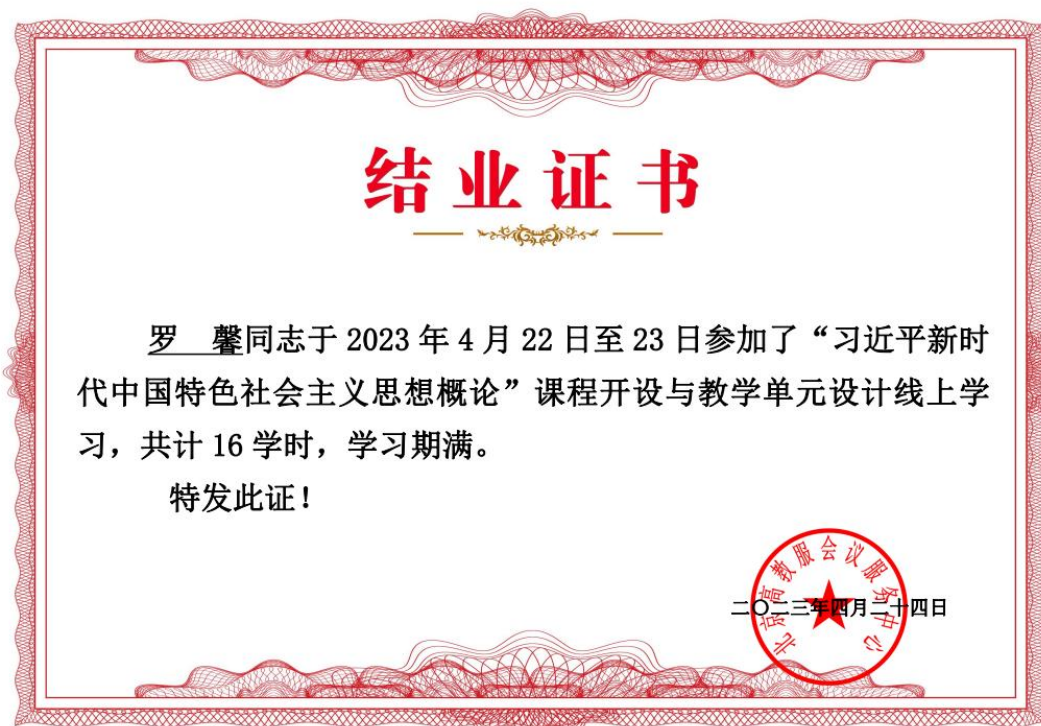 结业证书
罗 馨同志于 2023 年 4 月 22 日至 23 日参加了“习近平新时
代中国特色社会主义思想概论”课程开设与教学单元设计线上学
习，共计 16 学时，学习期满。
特发此证！
北京高教服会议服务中心
二〇二三年四月二十四日